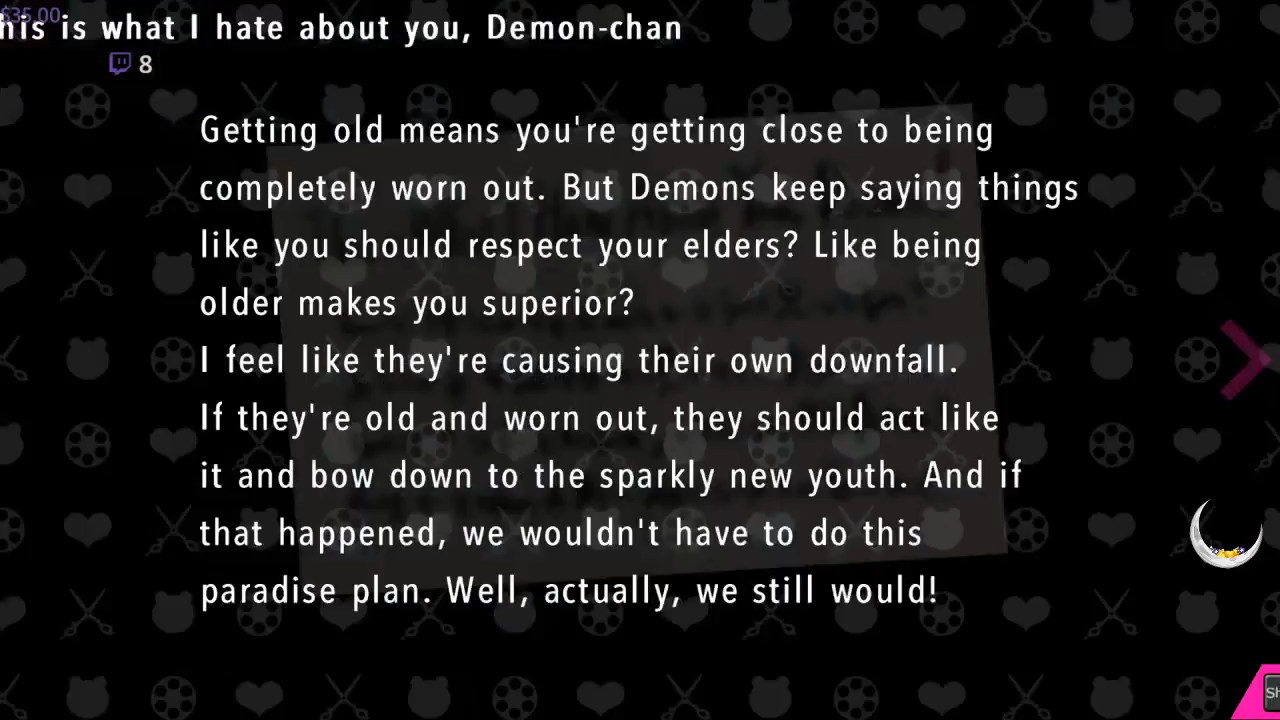 $35.00
his is what I hate about you, Demon-chan
8
Getting old means you're getting close to being
completely worn out. But Demons keep saying things
like you should respect your elders? Like being
older makes you superior?
I feel like they're causing their own downfall.
If they're old and worn out, they should act like
it and bow down to the sparkly new youth. And if
that happened, we wouldn't have to do this
paradise plan. Well, actually, we still would!
Sh